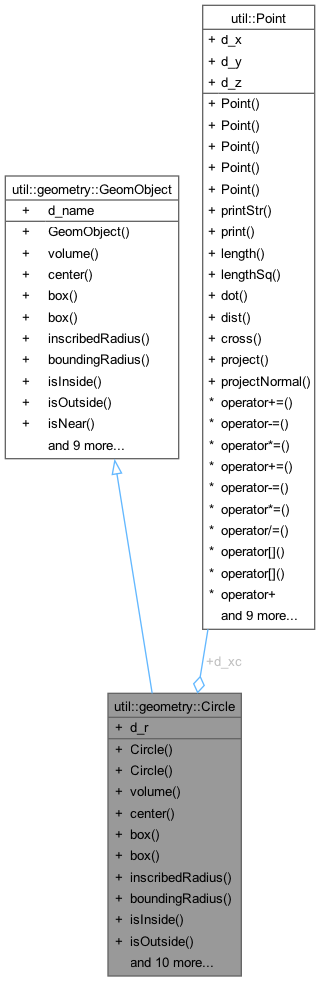 util::Point
+ d_x
+ d_y
+ d_z
+ Point()
+ Point()
+ Point()
+ Point()
+ Point()
+ printStr()
+ print()
+ length()
+ lengthSq()
+ dot()
+ dist()
+ cross()
+ project()
+ projectNormal()
* operator+=()
* operator-=()
* operator*=()
* operator+=()
* operator-=()
* operator*=()
* operator/=()
* operator[]()
* operator[]()
* operator+
and 9 more...
util::geometry::GeomObject
+ d_name
+ GeomObject()
+ volume()
+ center()
+ box()
+ box()
+ inscribedRadius()
+ boundingRadius()
+ isInside()
+ isOutside()
+ isNear()
and 9 more...
+d_xc
util::geometry::Circle
+ d_r
+ Circle()
+ Circle()
+ volume()
+ center()
+ box()
+ box()
+ inscribedRadius()
+ boundingRadius()
+ isInside()
+ isOutside()
and 10 more...